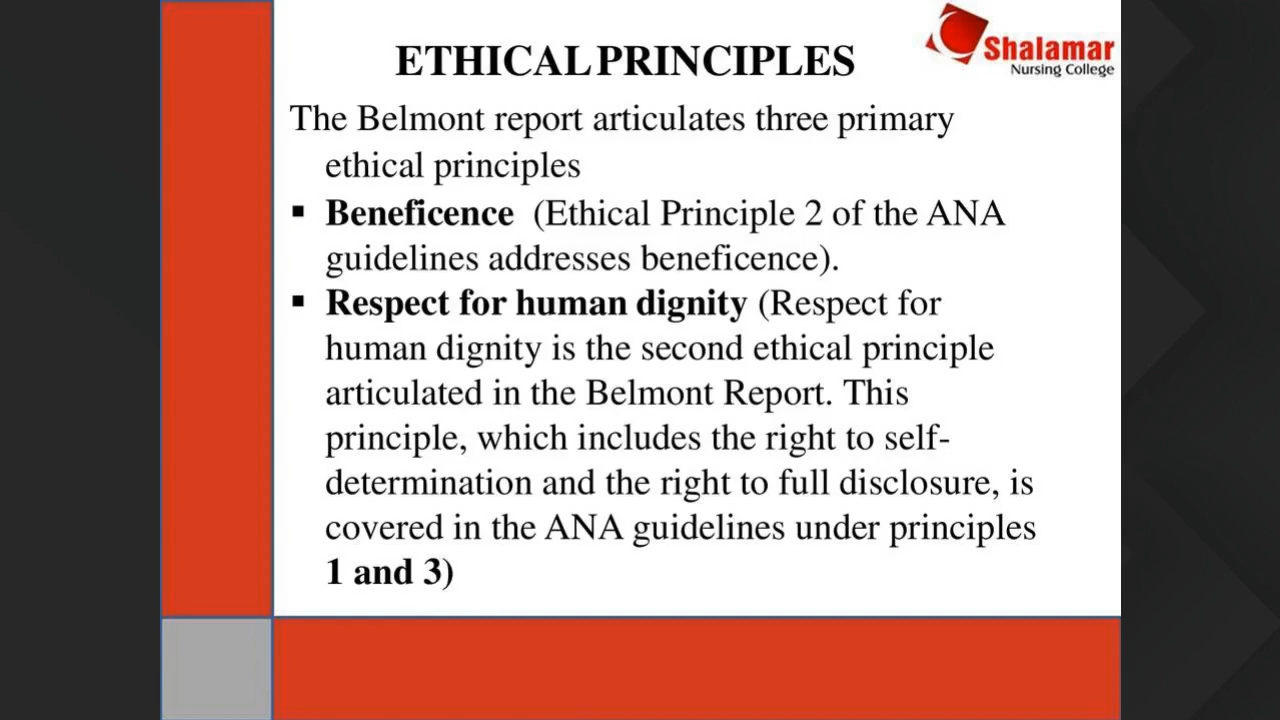 ETHICAL PRINCIPLES
Shalamar
Nursing College
The Belmont report articulates three primary
ethical principles
▪ Beneficence (Ethical Principle 2 of the ANA
guidelines addresses beneficence).
▪ Respect for human dignity (Respect for
human dignity is the second ethical principle
articulated in the Belmont Report. This
principle, which includes the right to self-
determination and the right to full disclosure, is
covered in the ANA guidelines under principles
1 and 3)